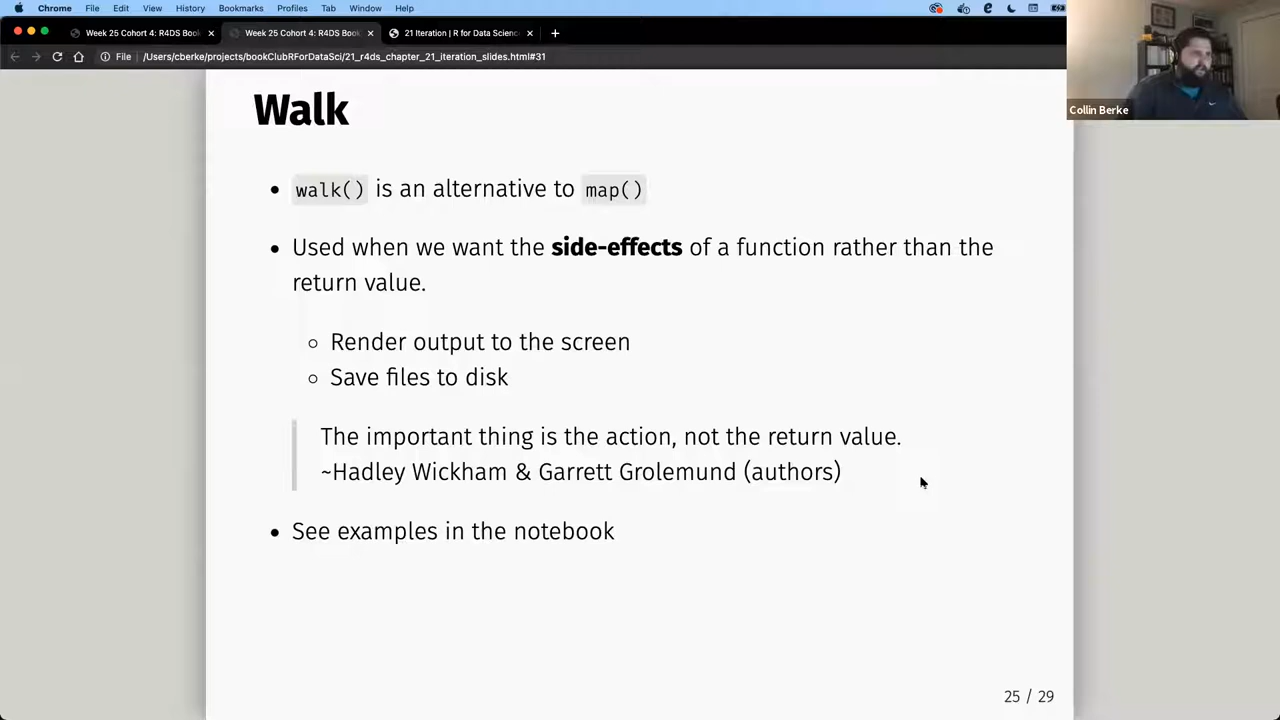 Chrome File Edit View History Bookmarks Profiles Tab Window Help
Week 25 Cohort 4: R4DS Book Week 25 Cohort 4: R4DS Book 21 Iteration | R for Data Science
File /Users/cberke/projects/bookClubRForDataSci/21_r4ds_chapter_21_iteration_slides.html#31
Collin Berke
Walk
• walk() is an alternative to map()
• Used when we want the side-effects of a function rather than the
return value.
○ Render output to the screen
○ Save files to disk
The important thing is the action, not the return value.
~Hadley Wickham & Garrett Grolemund (authors)
• See examples in the notebook
25 / 29